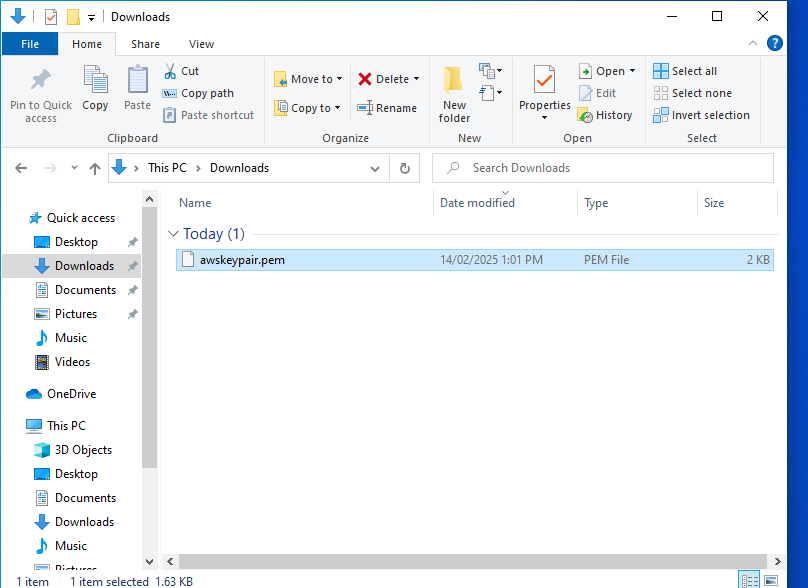 Downloads
File Home Share View
Pin to Quick access
Copy
Paste
Cut
Copy path
Paste shortcut
Clipboard
Move to
Copy to
Delete
Rename
Organize
New folder
New
Properties
Open
Edit
History
Open
Select all
Select none
Invert selection
Select
This PC > Downloads
Search Downloads
Name Date modified Type Size
Quick access
Desktop
Downloads
Documents
Pictures
Music
Videos
OneDrive
This PC
3D Objects
Desktop
Documents
Downloads
Music
Pictures
Today (1)
awskeypair.pem 14/02/2025 1:01 PM PEM File 2 KB
1 item 1 item selected 1.63 KB